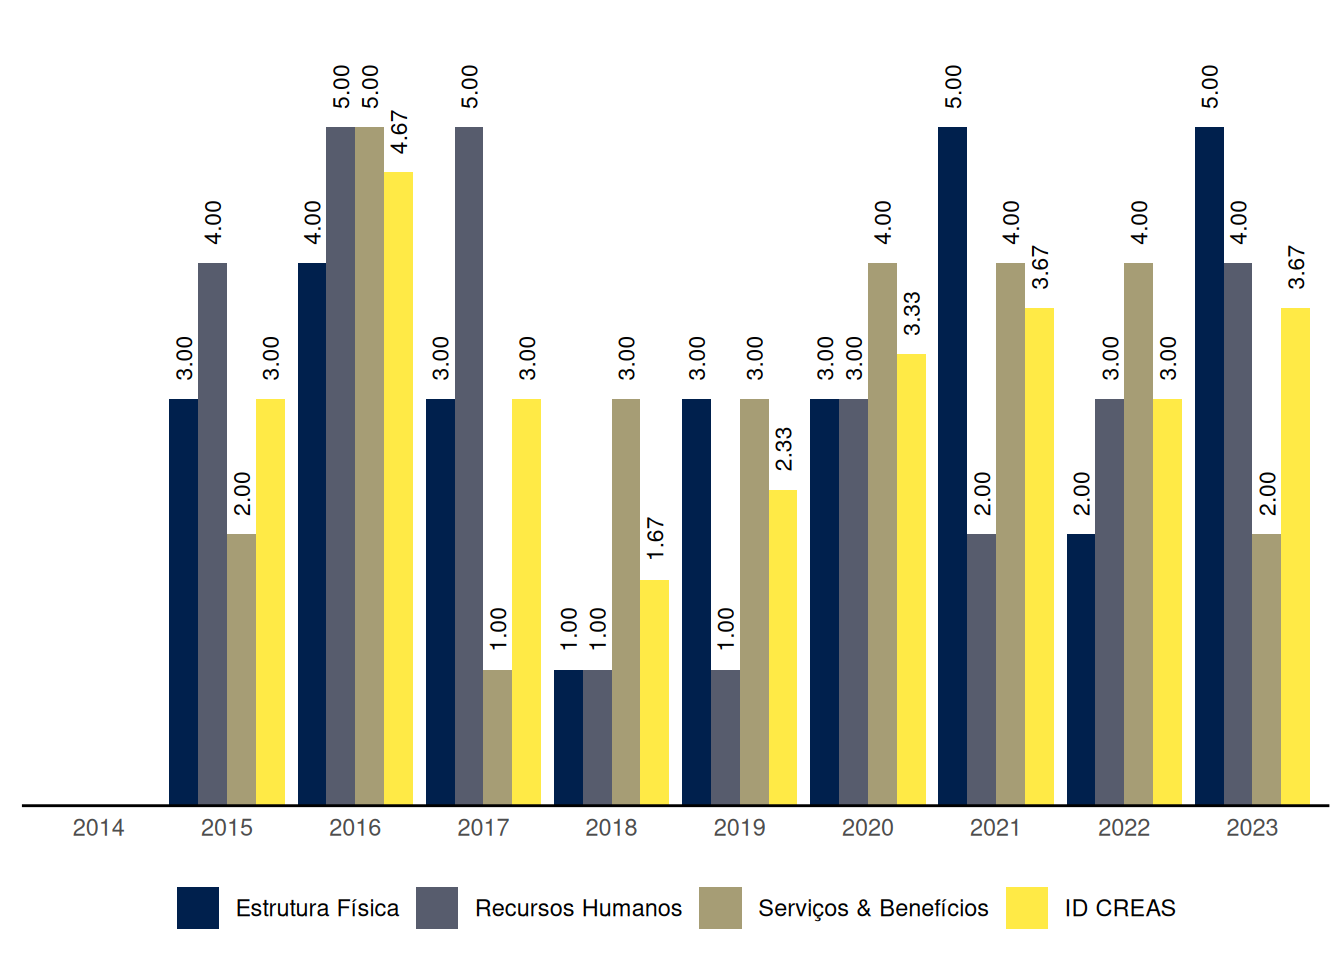 5.00 5.00 5.00 5.00 5.00
4.67
4.00 4.00 4.00 4.00 4.00 4.00
3.67 3.67
3.33
3.00 3.00 3.00 3.00 3.00 3.00 3.00 3.00 3.00 3.00 3.00
2.33
2.00 2.00 2.00 2.00
1.67
1.00 1.00 1.00 1.00
2014 2015 2016 2017 2018 2019 2020 2021 2022 2023
Estrutura Física Recursos Humanos Serviços & Benefícios ID CREAS